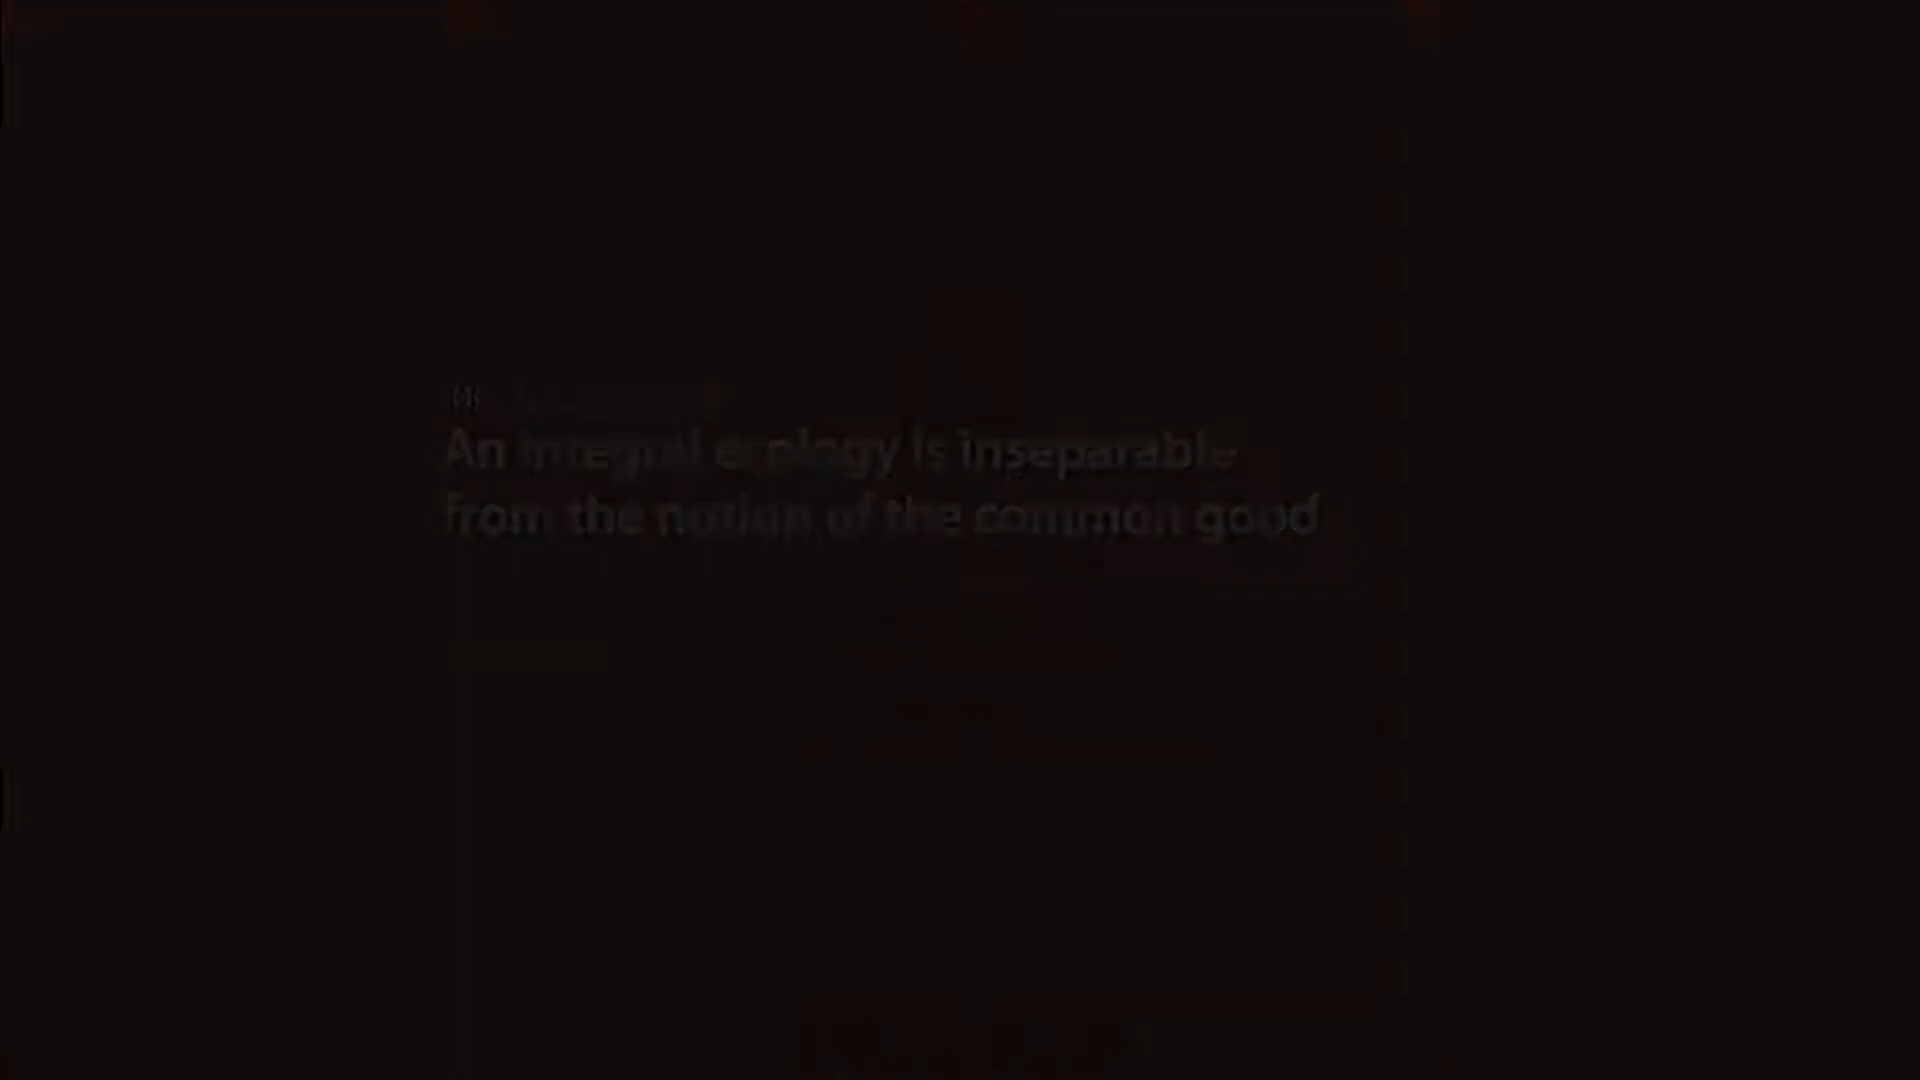 An integral ecology is inseparable
from the notion of the common good